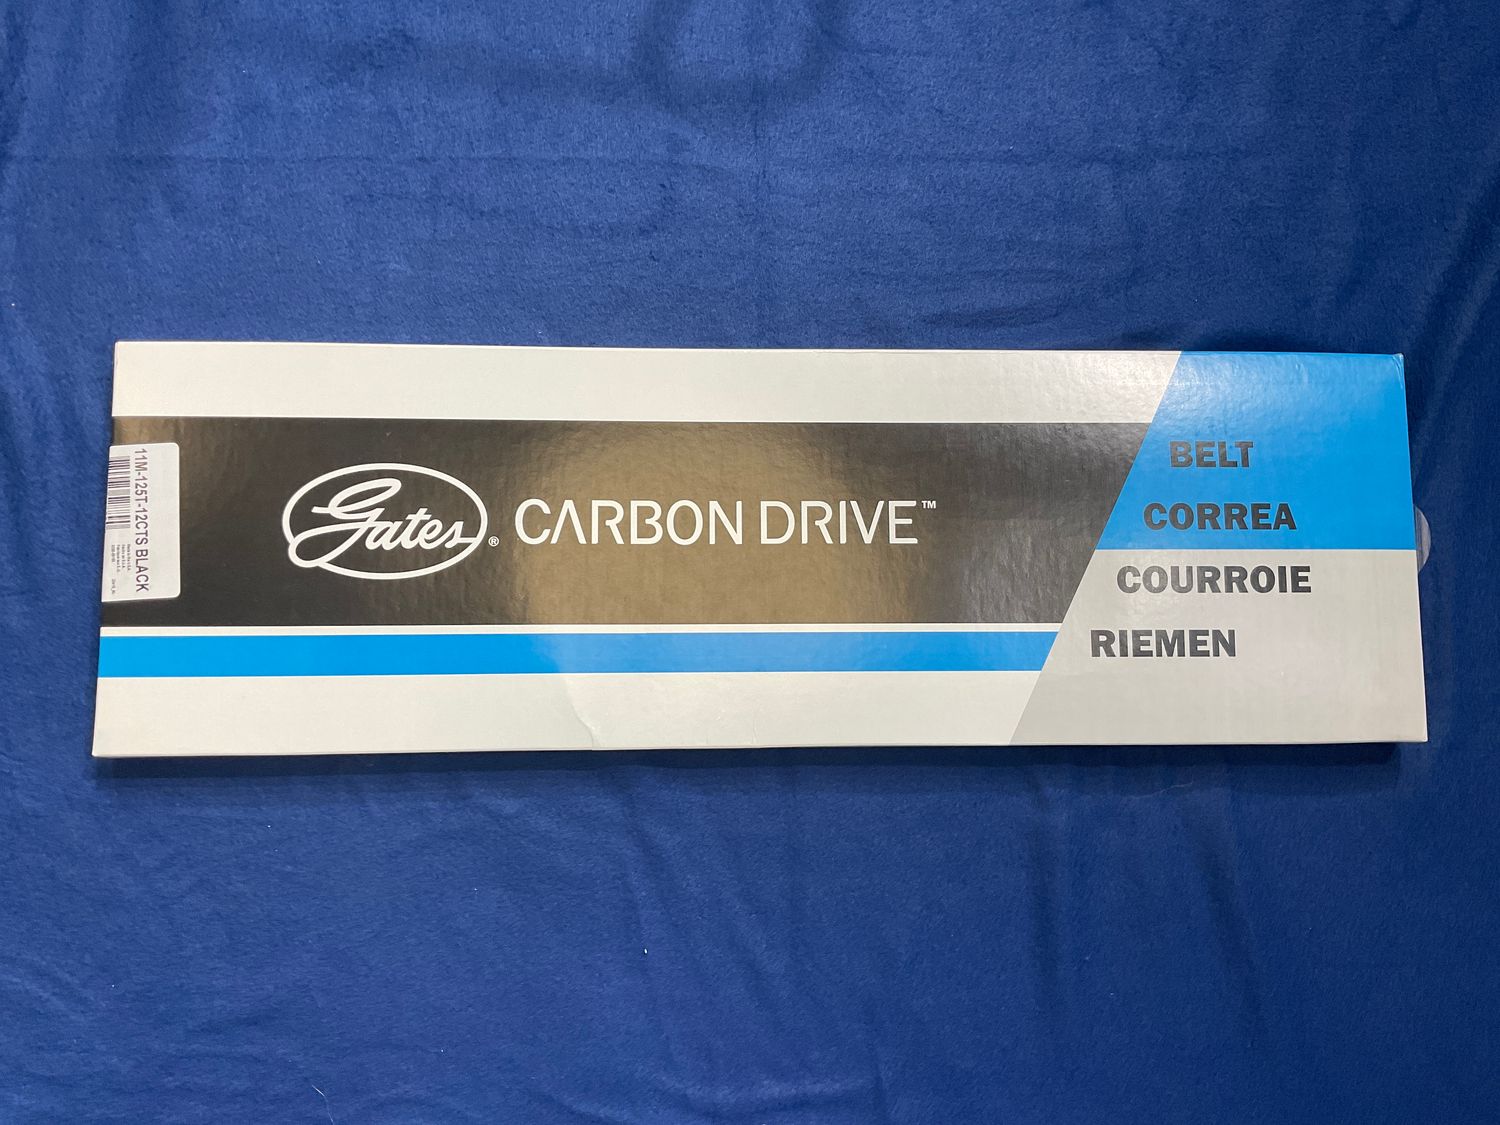 11M-125T-12CTS BLACK
Gates®
CARBON DRIVE™
BELT
CORREA
COURROIE
RIEMEN